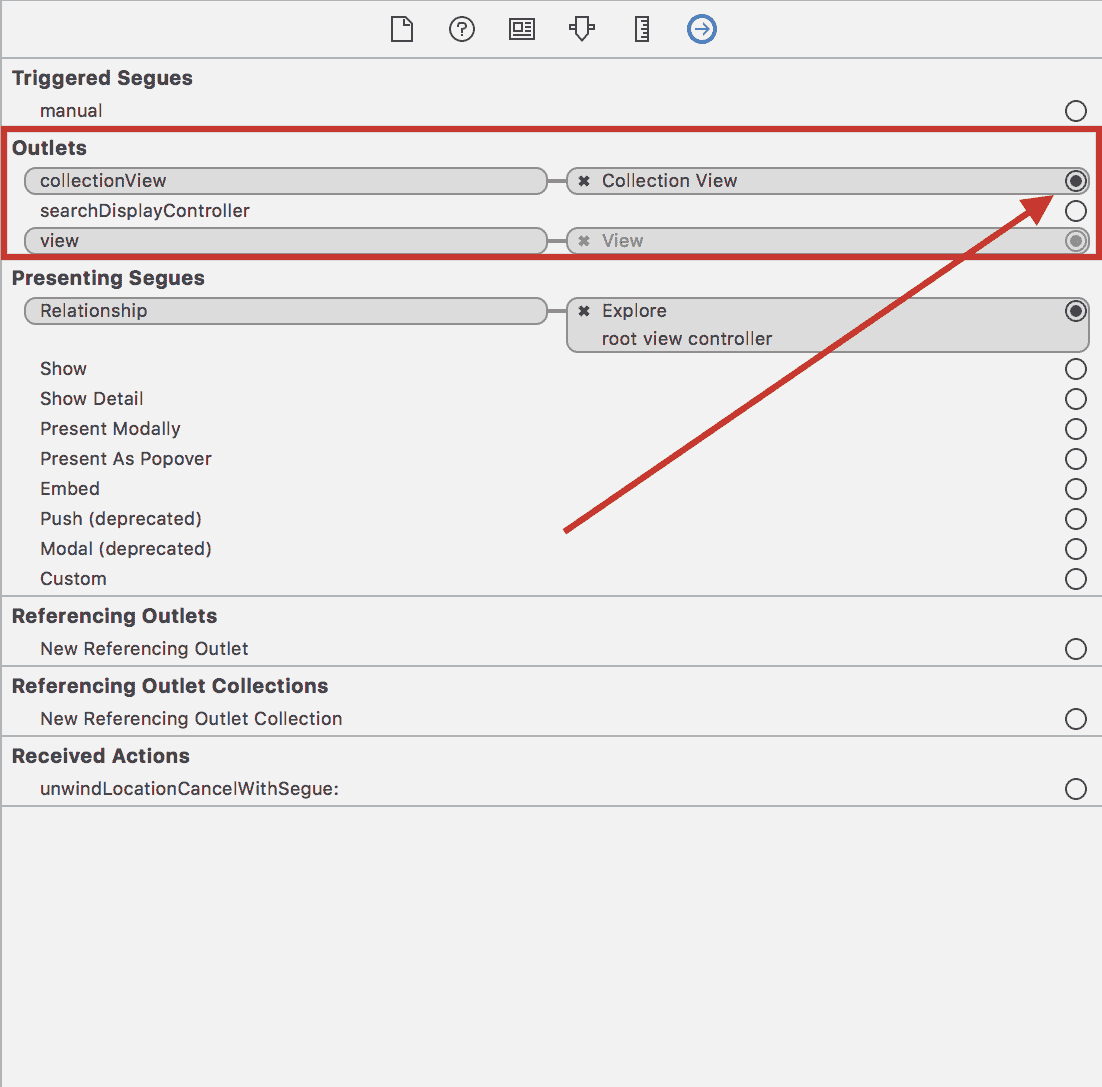 Triggered Segues
manual
Outlets
collectionView ✖ Collection View
searchDisplayController
view ✖ View
Presenting Segues
Relationship ✖ Explore
root view controller
Show
Show Detail
Present Modally
Present As Popover
Embed
Push (deprecated)
Modal (deprecated)
Custom
Referencing Outlets
New Referencing Outlet
Referencing Outlet Collections
New Referencing Outlet Collection
Received Actions
unwindLocationCancelWithSegue: